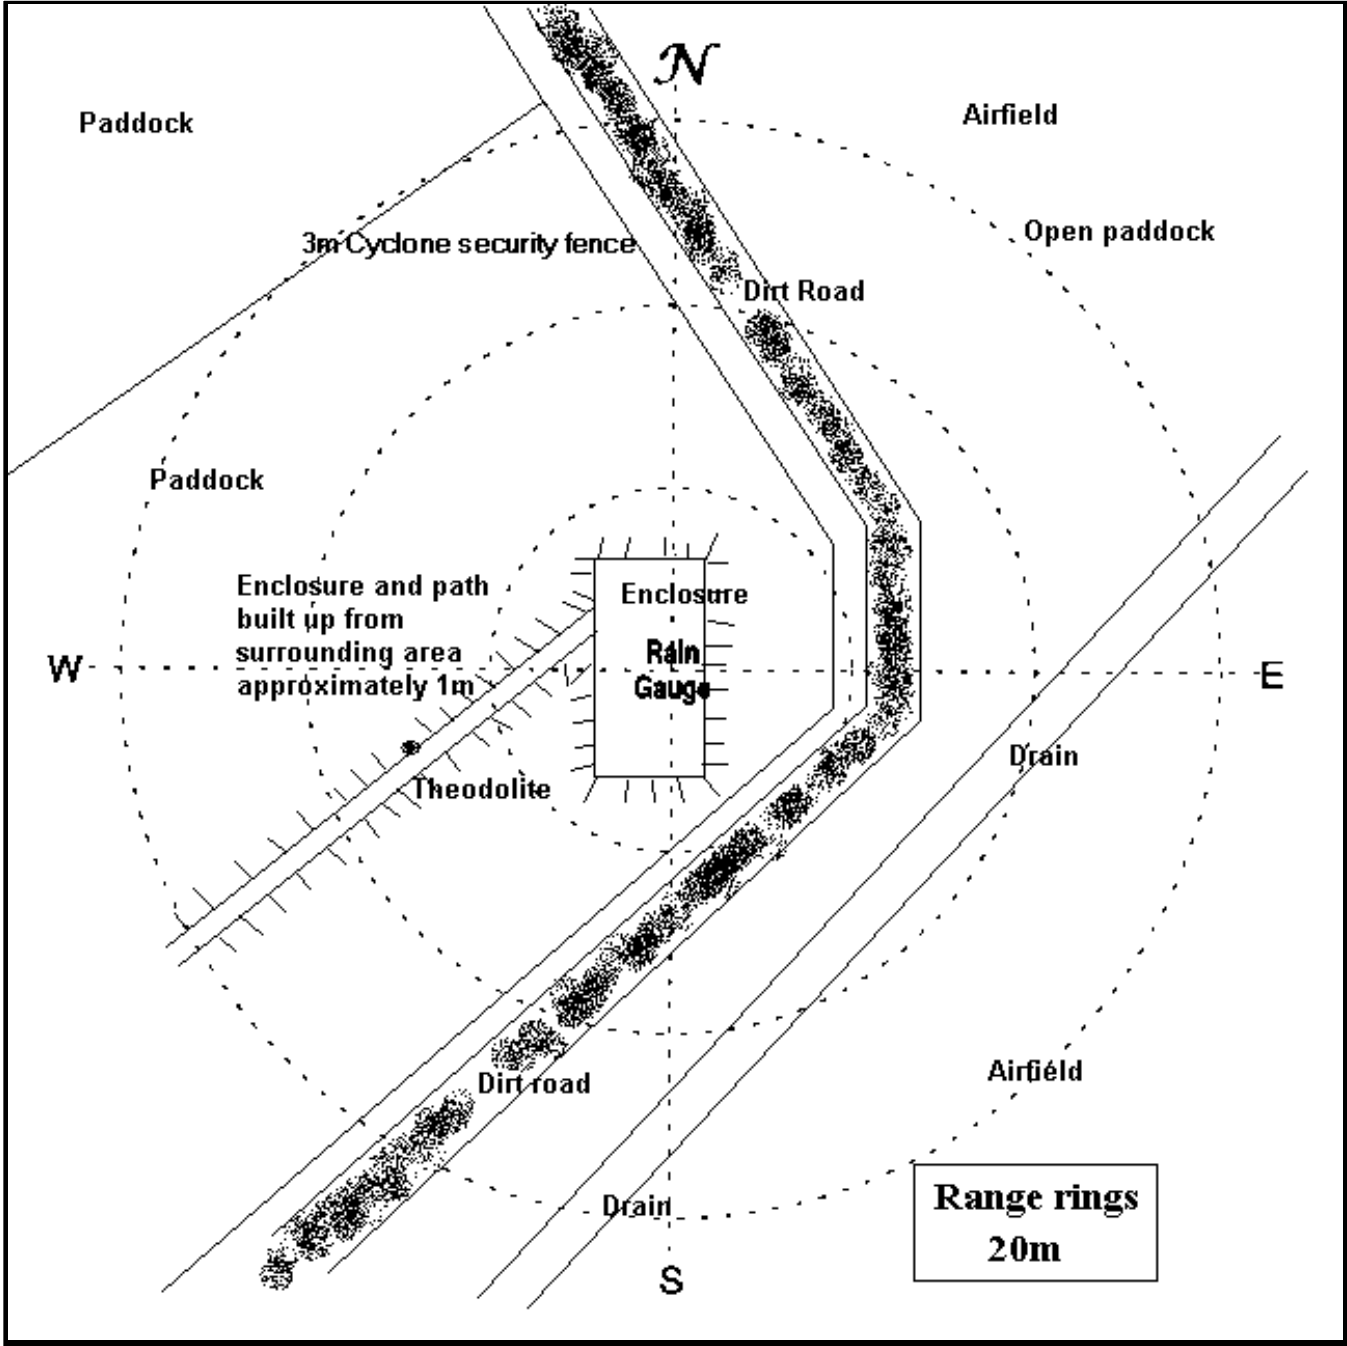 N
Paddock
Airfield
Open paddock
3m Cyclone security fence
Dirt Road
Paddock
Enclosure and path
built up from
surrounding area
approximately 1m
Enclosure
Rain
Gauge
W
E
Drain
Theodolite
Dirt road
Airfield
Drain
Range rings
20m
S